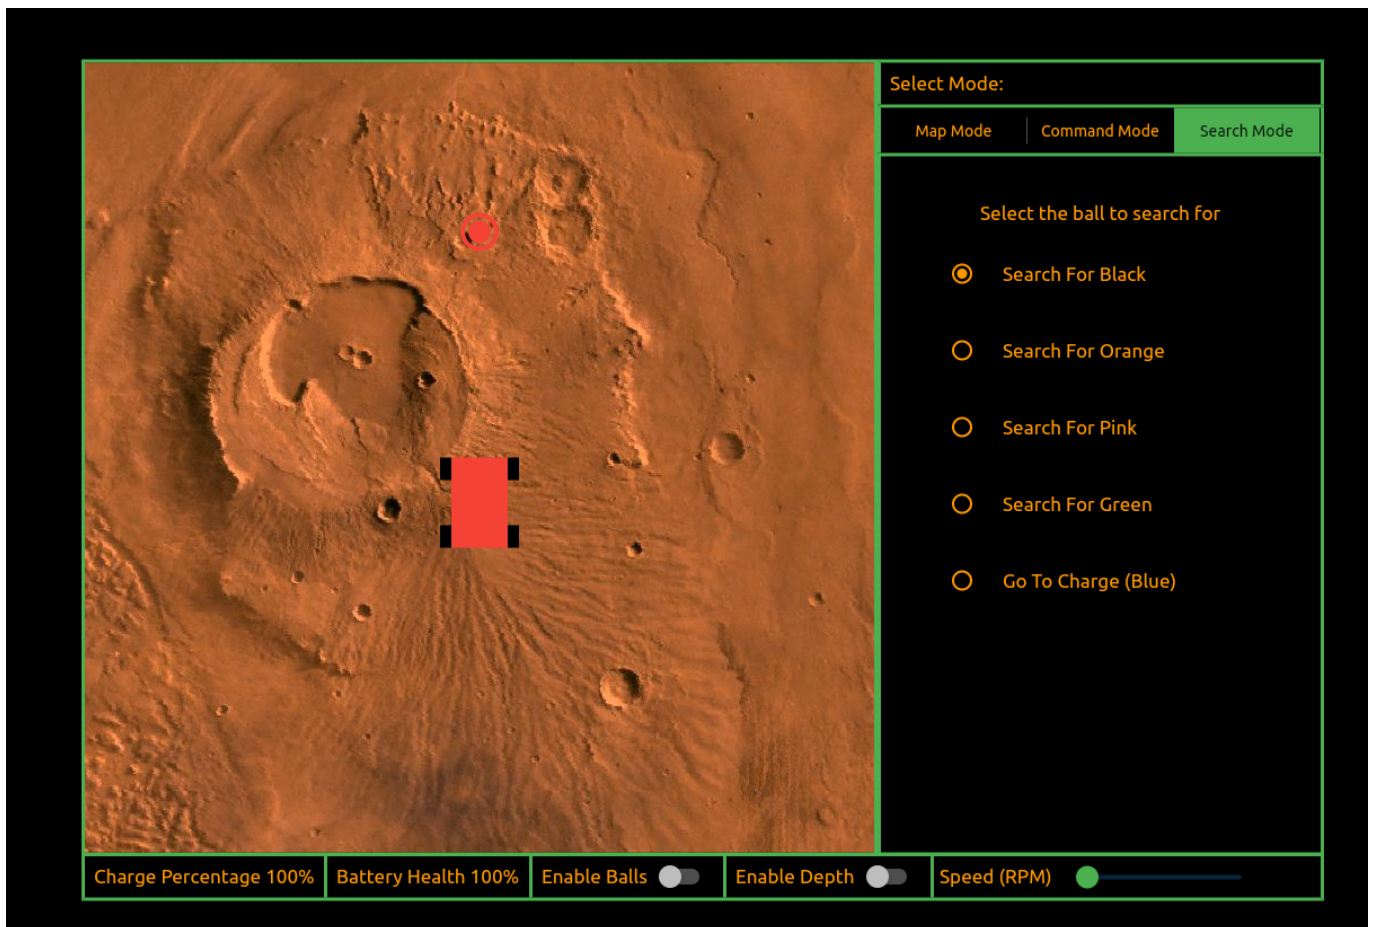 Select Mode:
Map Mode
Command Mode
Search Mode
Select the ball to search for
Search For Black
Search For Orange
Search For Pink
Search For Green
Go To Charge (Blue)
Charge Percentage 100%
Battery Health 100%
Enable Balls
Enable Depth
Speed (RPM)